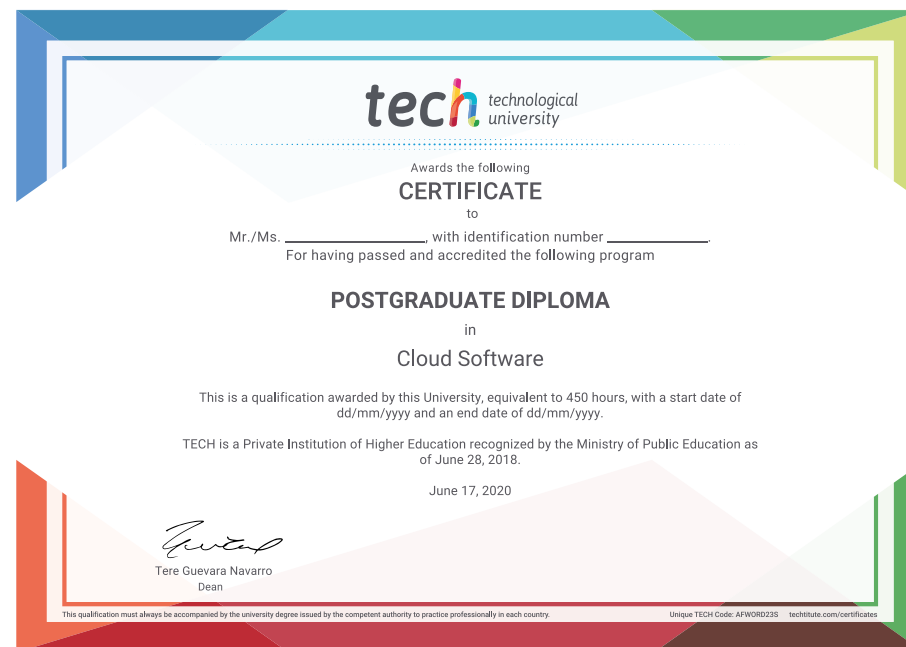 tech technological
university
Awards the following
CERTIFICATE
to
Mr./Ms. ____________________, with identification number ______________.
For having passed and accredited the following program
POSTGRADUATE DIPLOMA
in
Cloud Software
This is a qualification awarded by this University, equivalent to 450 hours, with a start date of
dd/mm/yyyy and an end date of dd/mm/yyyy.
TECH is a Private Institution of Higher Education recognized by the Ministry of Public Education as
of June 28, 2018.
June 17, 2020
Tere Guevara Navarro
Dean
This qualification must always be accompanied by the university degree issued by the competent authority to practice professionally in each country.
Unique TECH Code: AFWORD23S techtitute.com/certificates